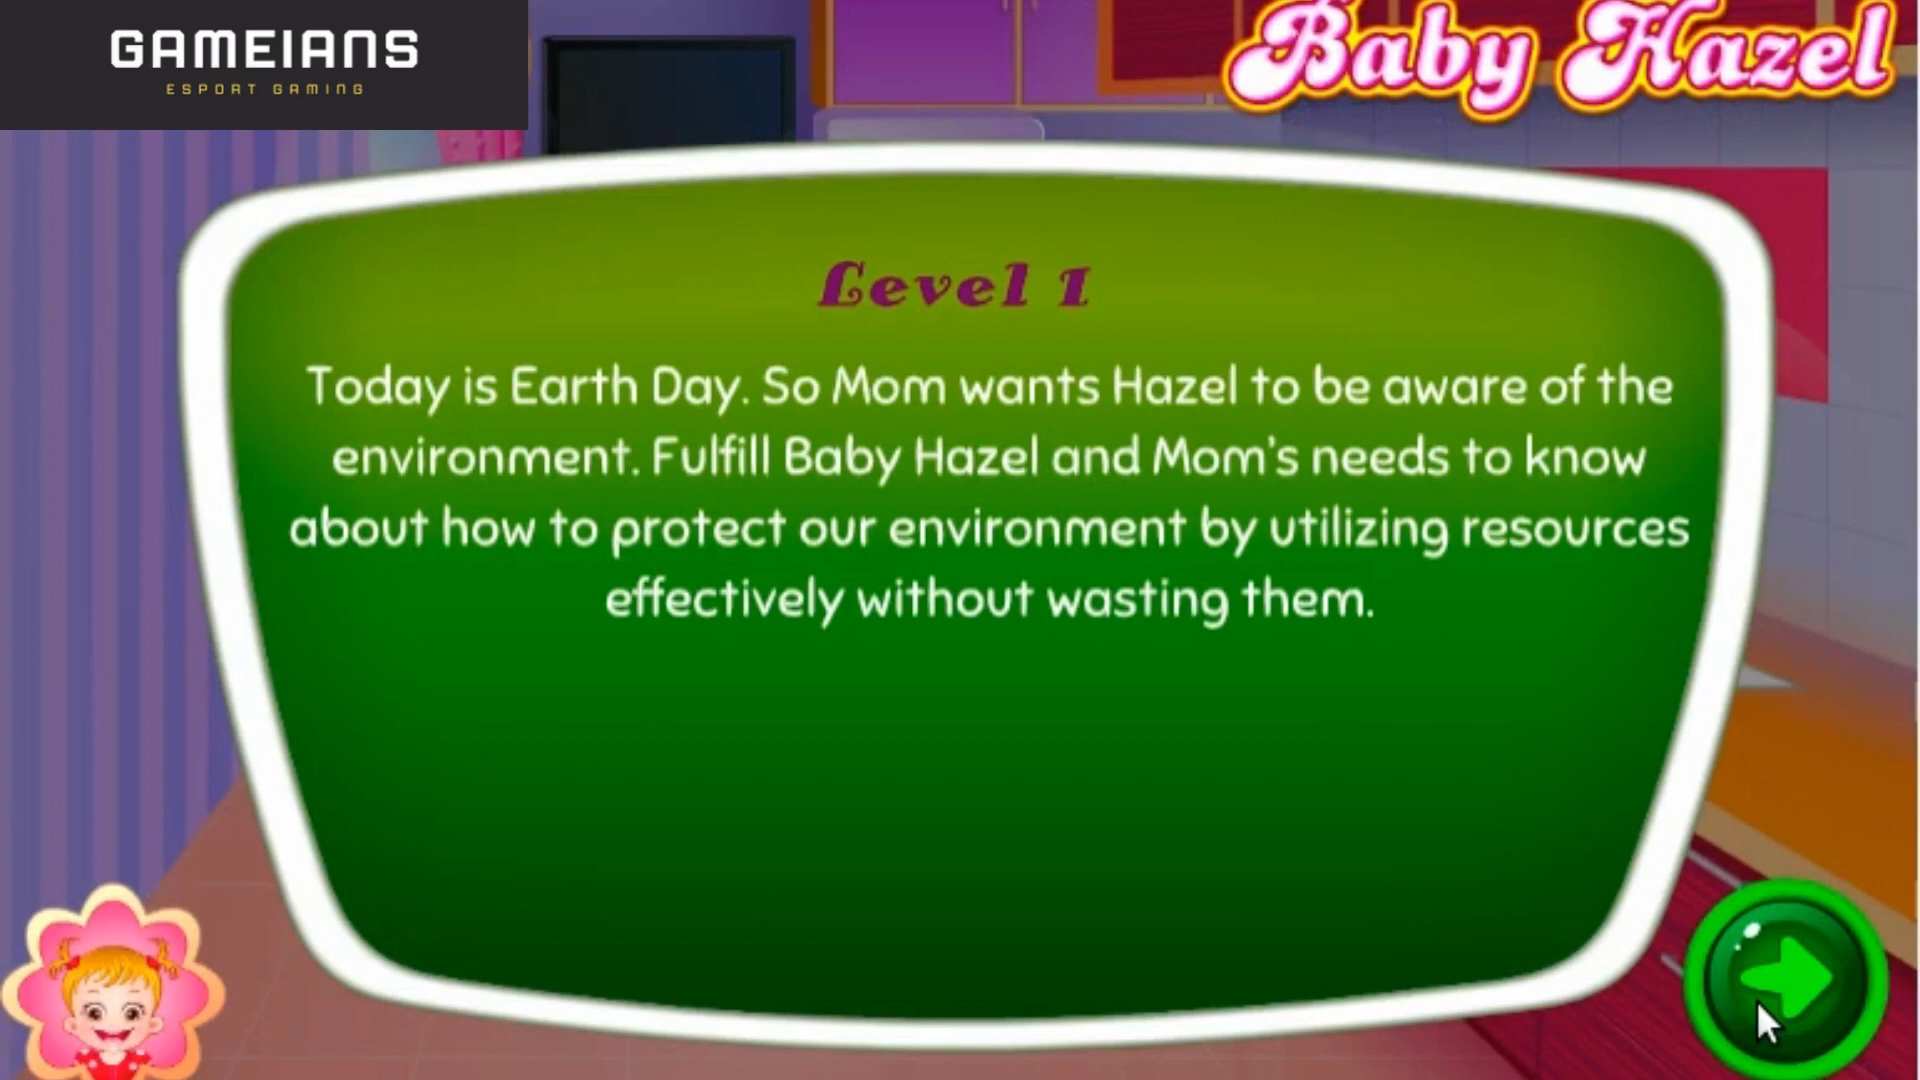 GAMEIANS
ESPORT GAMING
Baby Hazel
Level 1
Today is Earth Day. So Mom wants Hazel to be aware of the
environment. Fulfill Baby Hazel and Mom's needs to know
about how to protect our environment by utilizing resources
effectively without wasting them.